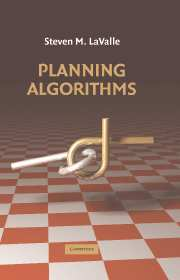 Steven M. LaValle
PLANNING
ALGORITHMS
CAMBRIDGE